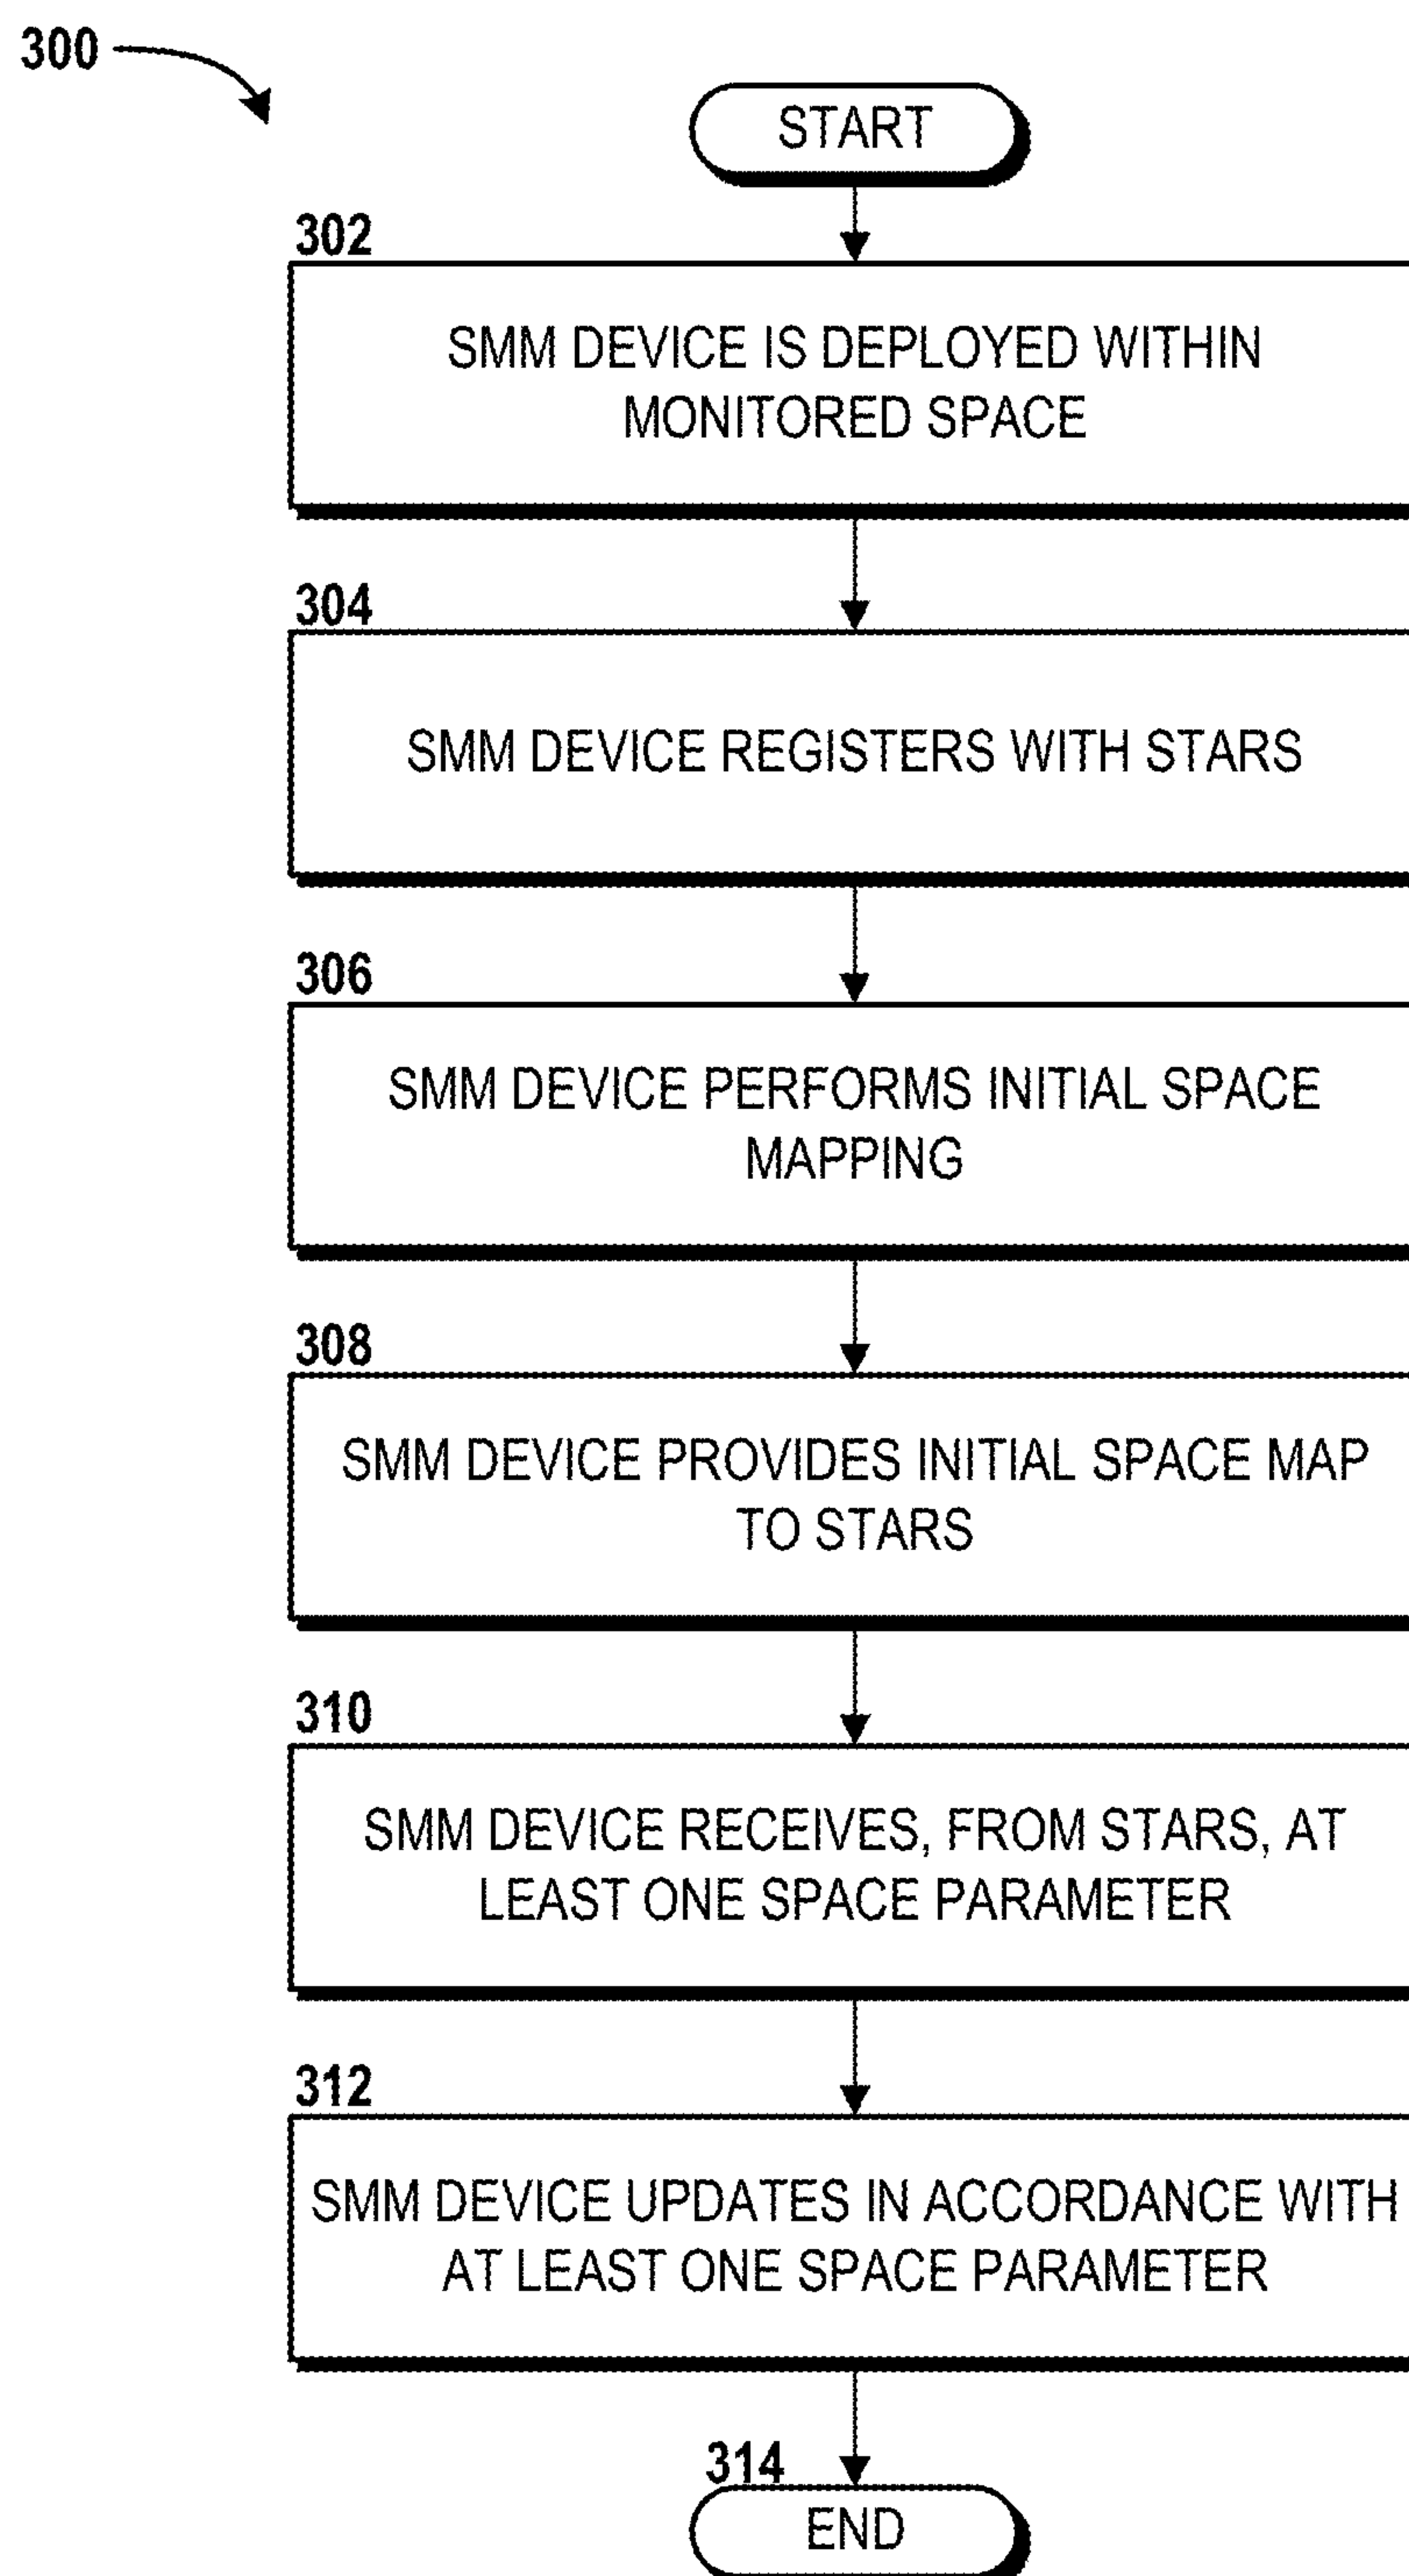 300
START
302
SMM DEVICE IS DEPLOYED WITHIN
MONITORED SPACE
304
SMM DEVICE REGISTERS WITH STARS
306
SMM DEVICE PERFORMS INITIAL SPACE
MAPPING
308
SMM DEVICE PROVIDES INITIAL SPACE MAP
TO STARS
310
SMM DEVICE RECEIVES, FROM STARS, AT
LEAST ONE SPACE PARAMETER
312
SMM DEVICE UPDATES IN ACCORDANCE WITH
AT LEAST ONE SPACE PARAMETER
314
END